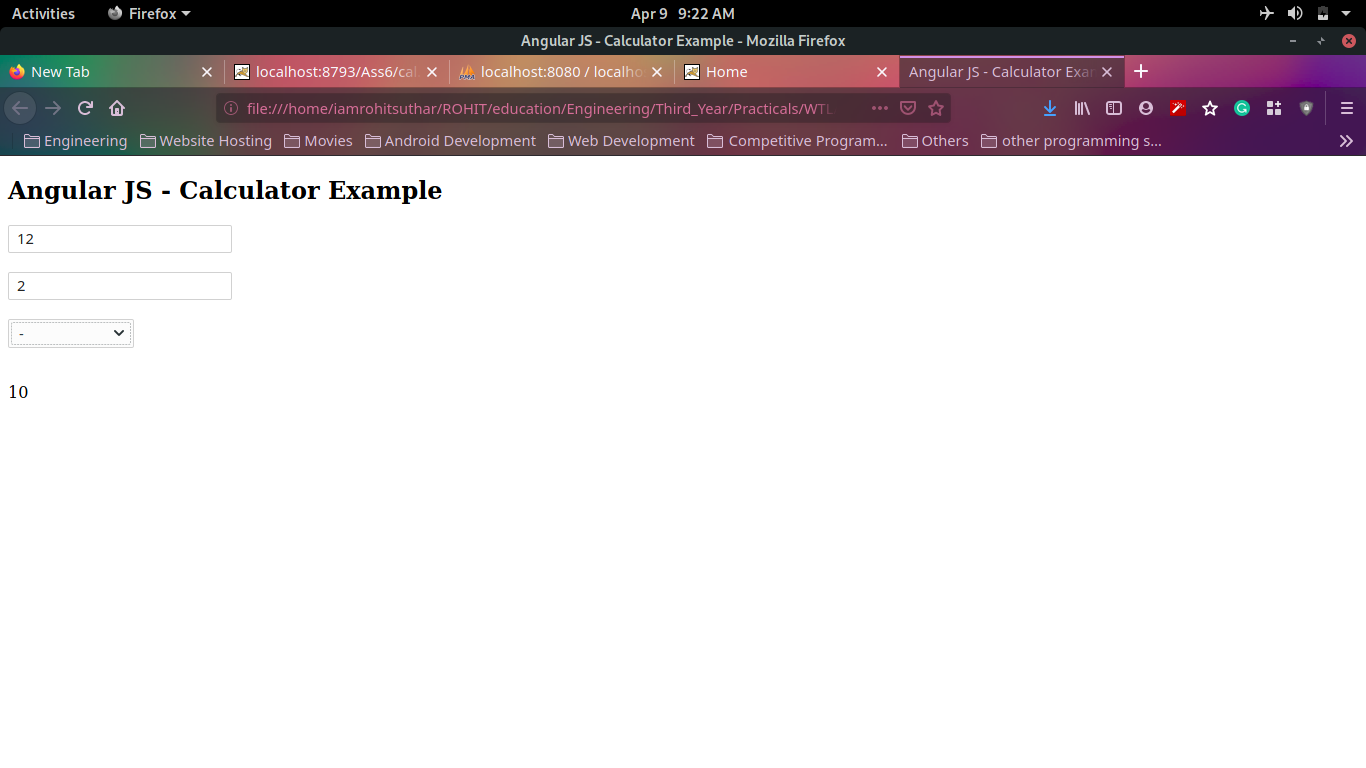 Activities Firefox Apr 9 9:22 AM
Angular JS - Calculator Example - Mozilla Firefox
New Tab localhost:8793/Ass6/cal localhost:8080 / localho Home Angular JS - Calculator Exar
file:///home/iamrohitsuthar/ROHIT/education/Engineering/Third_Year/Practicals/WTL
Engineering Website Hosting Movies Android Development Web Development Competitive Program... Others other programming s...
Angular JS - Calculator Example
12
2
-
10